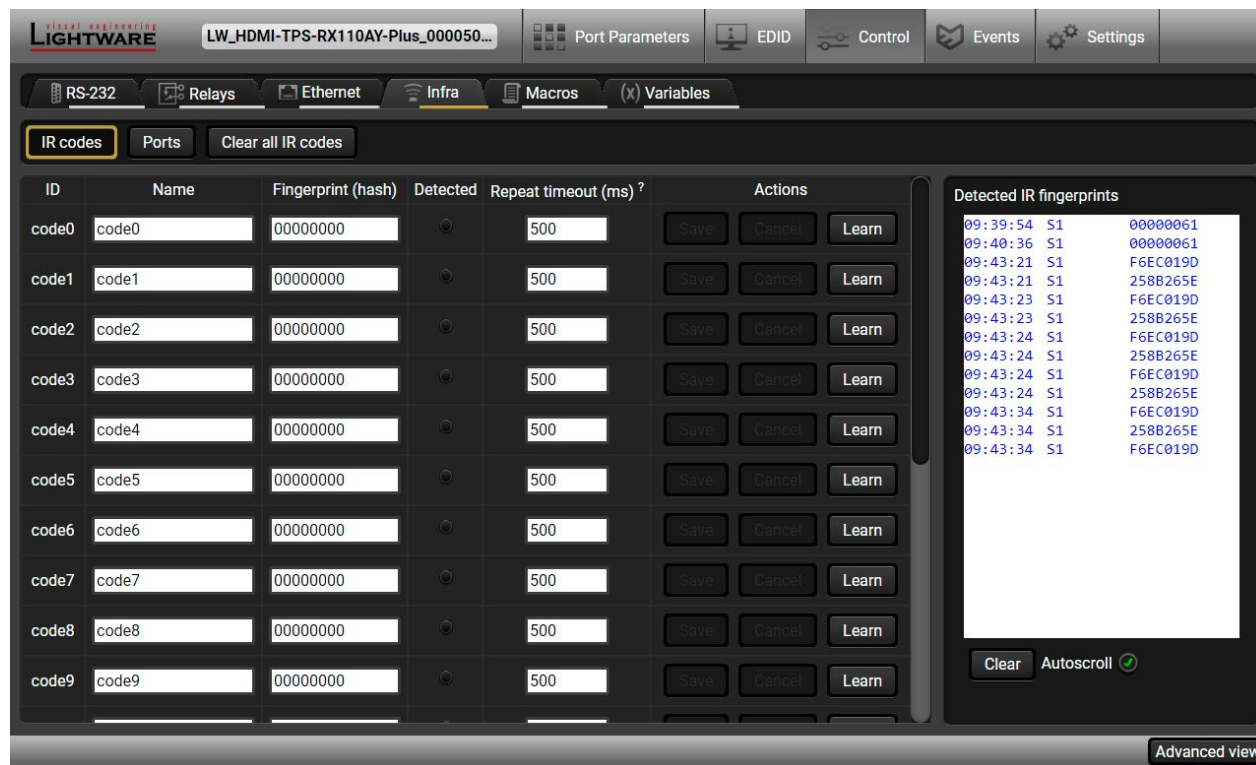 visual engineering
LIGHTWARE
LW_HDMI-TPS-RX110AY-Plus_000050...
Port Parameters
EDID
Control
Events
Settings
RS-232
Relays
Ethernet
Infra
Macros
(x) Variables
IR codes
Ports
Clear all IR codes
ID Name Fingerprint (hash) Detected Repeat timeout (ms) ? Actions
code0 code0 00000000 500 Save Cancel Learn
code1 code1 00000000 500 Save Cancel Learn
code2 code2 00000000 500 Save Cancel Learn
code3 code3 00000000 500 Save Cancel Learn
code4 code4 00000000 500 Save Cancel Learn
code5 code5 00000000 500 Save Cancel Learn
code6 code6 00000000 500 Save Cancel Learn
code7 code7 00000000 500 Save Cancel Learn
code8 code8 00000000 500 Save Cancel Learn
code9 code9 00000000 500 Save Cancel Learn
Detected IR fingerprints
09:39:54 S1 00000061
09:40:36 S1 00000061
09:43:21 S1 F6EC019D
09:43:21 S1 258B265E
09:43:23 S1 F6EC019D
09:43:23 S1 258B265E
09:43:24 S1 F6EC019D
09:43:24 S1 258B265E
09:43:24 S1 F6EC019D
09:43:24 S1 258B265E
09:43:34 S1 F6EC019D
09:43:34 S1 258B265E
09:43:34 S1 F6EC019D
Clear
Autoscroll
Advanced view